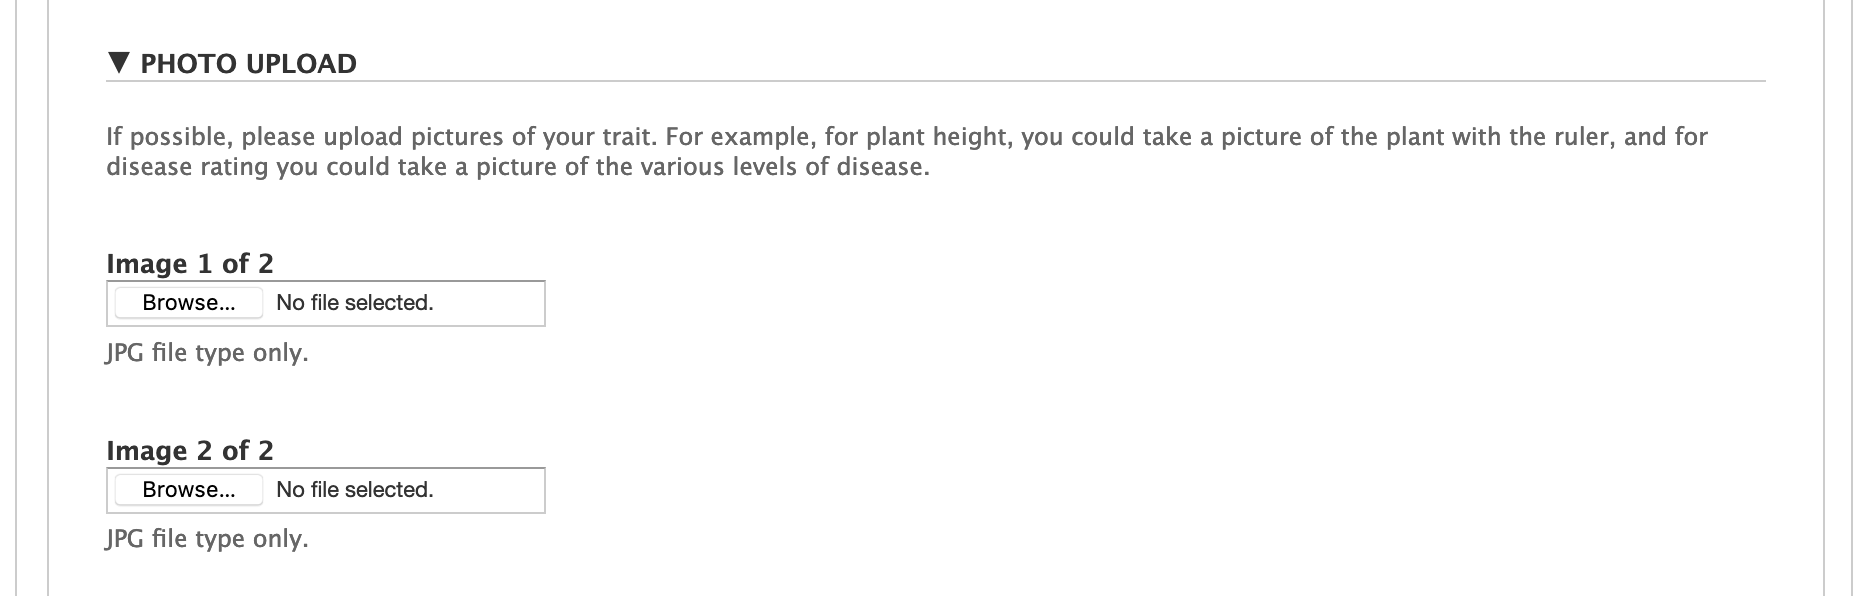 ▼ PHOTO UPLOAD
If possible, please upload pictures of your trait. For example, for plant height, you could take a picture of the plant with the ruler, and for
disease rating you could take a picture of the various levels of disease.
Image 1 of 2
Browse... No file selected.
JPG file type only.
Image 2 of 2
Browse... No file selected.
JPG file type only.